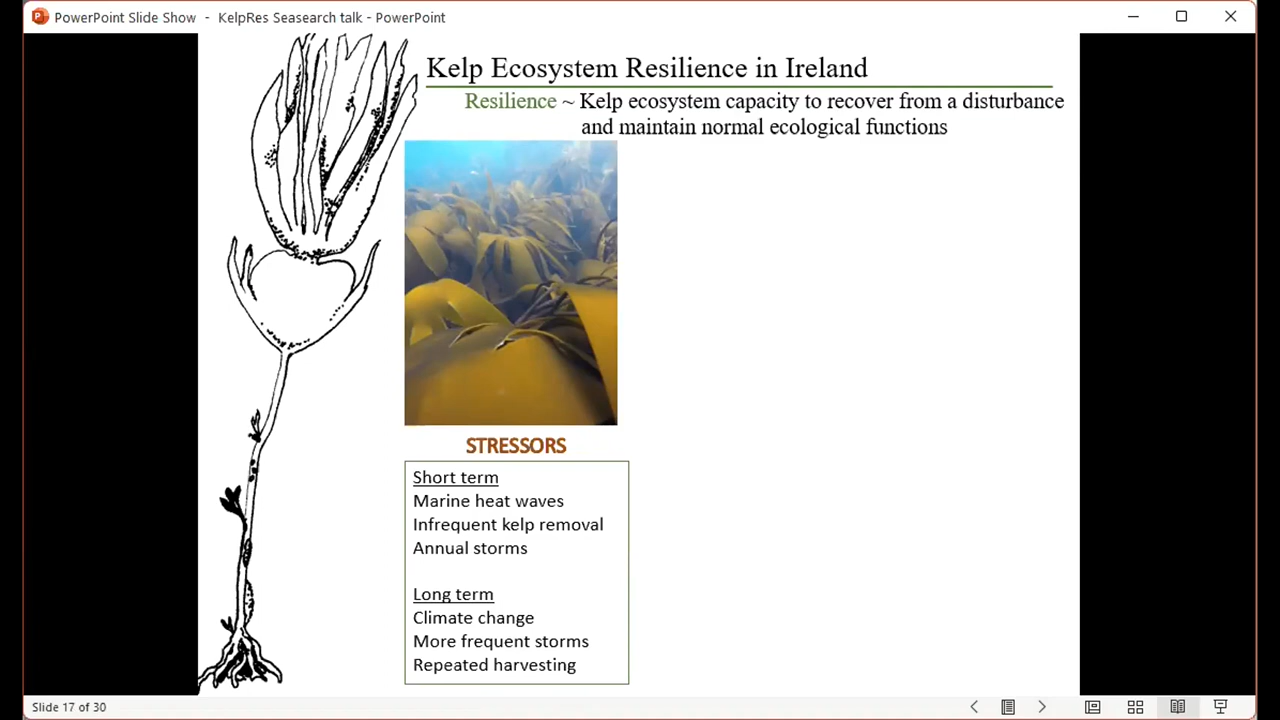 PowerPoint Slide Show - KelpRes Seasearch talk - PowerPoint
Kelp Ecosystem Resilience in Ireland
Resilience ~ Kelp ecosystem capacity to recover from a disturbance
and maintain normal ecological functions
STRESSORS
Short term
Marine heat waves
Infrequent kelp removal
Annual storms
Long term
Climate change
More frequent storms
Repeated harvesting
Slide 17 of 30